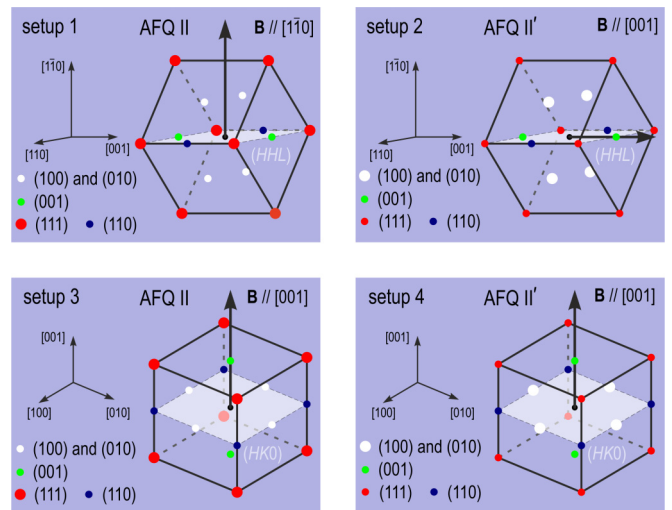 setup 1 AFQ II B // [11̄0]
[11̄0]
[110] [001]
(HHL)
(100) and (010)
(001)
(111) (110)
setup 2 AFQ II′ B // [001]
[11̄0]
[110] [001]
(HHL)
(100) and (010)
(001)
(111) (110)
setup 3 AFQ II B // [001]
[001]
[100] [010]
(HK0)
(100) and (010)
(001)
(111) (110)
setup 4 AFQ II′ B // [001]
[001]
[100] [010]
(HK0)
(100) and (010)
(001)
(111) (110)